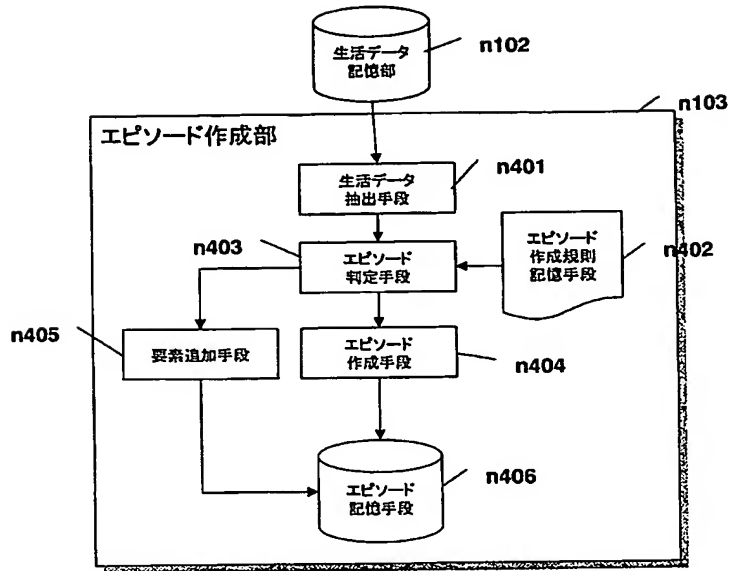 生活データ
記憶部
n102
n103
エピソード作成部
生活データ
抽出手段
n401
n403
エピソード
判定手段
エピソード
作成規則
記憶手段
n402
n405
要素追加手段
エピソード
作成手段
n404
エピソード
記憶手段
n406